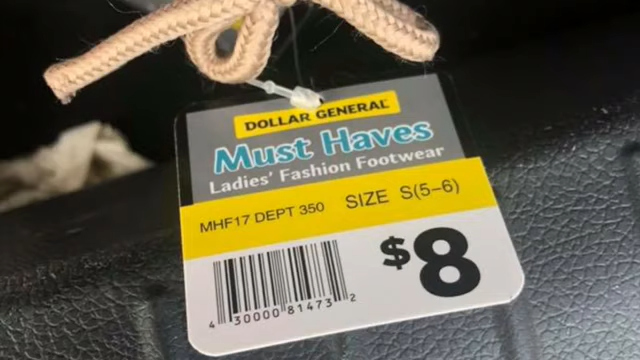 DOLLAR GENERAL
Must Haves
Ladies' Fashion Footwear
MHF17 DEPT 350 SIZE S(5-6)
$8
4 30000 81473 2